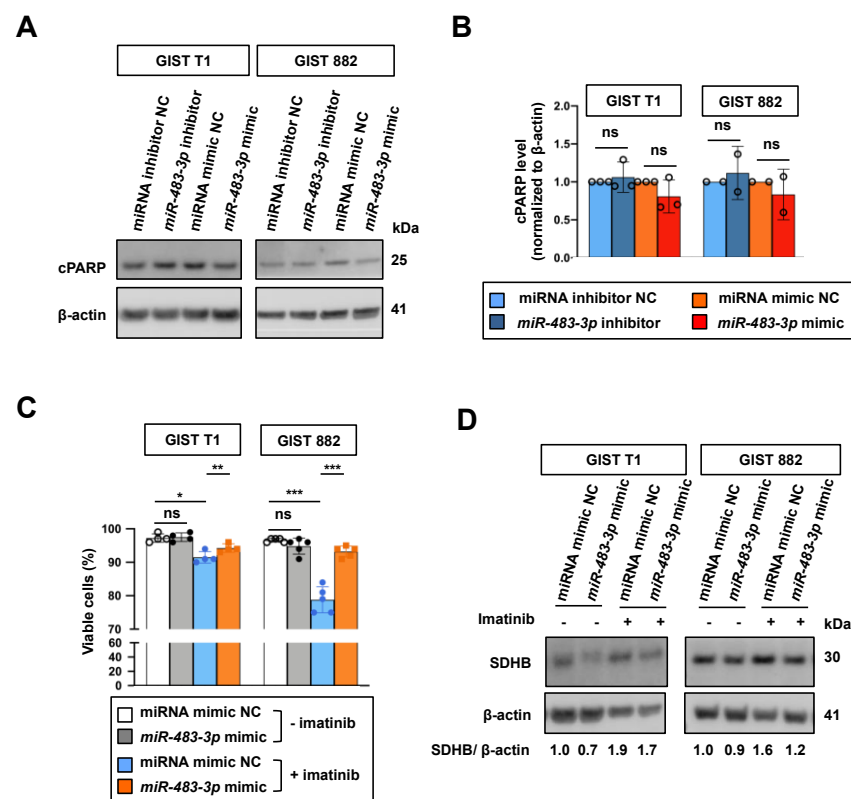 A
GIST T1
GIST 882
miRNA inhibitor NC
miR-483-3p inhibitor
miRNA mimic NC
miR-483-3p mimic
miRNA inhibitor NC
miR-483-3p inhibitor
miRNA mimic NC
miR-483-3p mimic
kDa
cPARP
25
β-actin
41
B
GIST T1
GIST 882
cPARP level
(normalized to β-actin)
2.0
1.5
1.0
0.5
0.0
ns
ns
ns
ns
miRNA inhibitor NC
miRNA mimic NC
miR-483-3p inhibitor
miR-483-3p mimic
C
GIST T1
GIST 882
** ***
* ***
ns ns
Viable cells (%)
100
90
80
70
60
40
20
0
miRNA mimic NC
miR-483-3p mimic
- imatinib
miRNA mimic NC
miR-483-3p mimic
+ imatinib
D
GIST T1
GIST 882
miRNA mimic NC
miR-483-3p mimic
miRNA mimic NC
miR-483-3p mimic
miRNA mimic NC
miR-483-3p mimic
miRNA mimic NC
miR-483-3p mimic
Imatinib - - + + - - + + kDa
SDHB
30
β-actin
41
SDHB/ β-actin 1.0 0.7 1.9 1.7 1.0 0.9 1.6 1.2